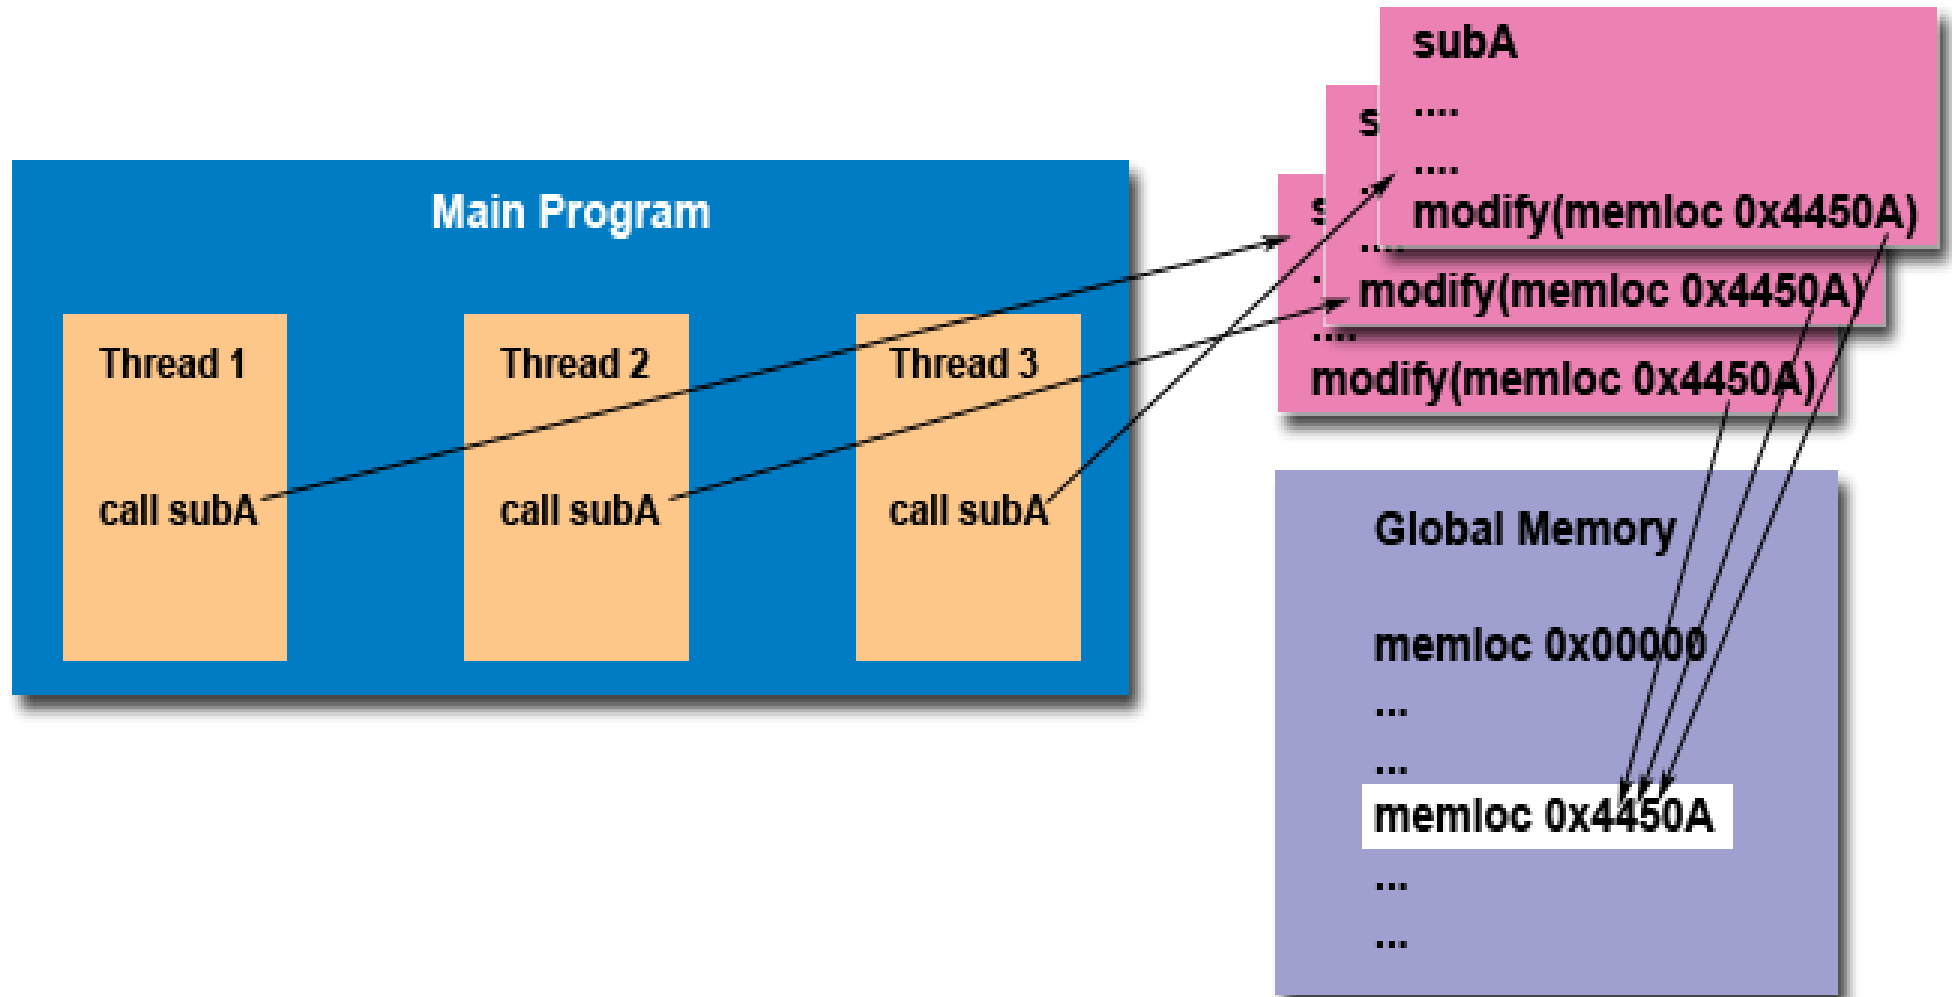 Main Program
Thread 1
call subA
Thread 2
call subA
Thread 3
call subA
subA
....
....
modify(memloc 0x4450A)
s
....
modify(memloc 0x4450A)
s
....
modify(memloc 0x4450A)
Global Memory
memloc 0x00000
...
...
memloc 0x4450A
...
...